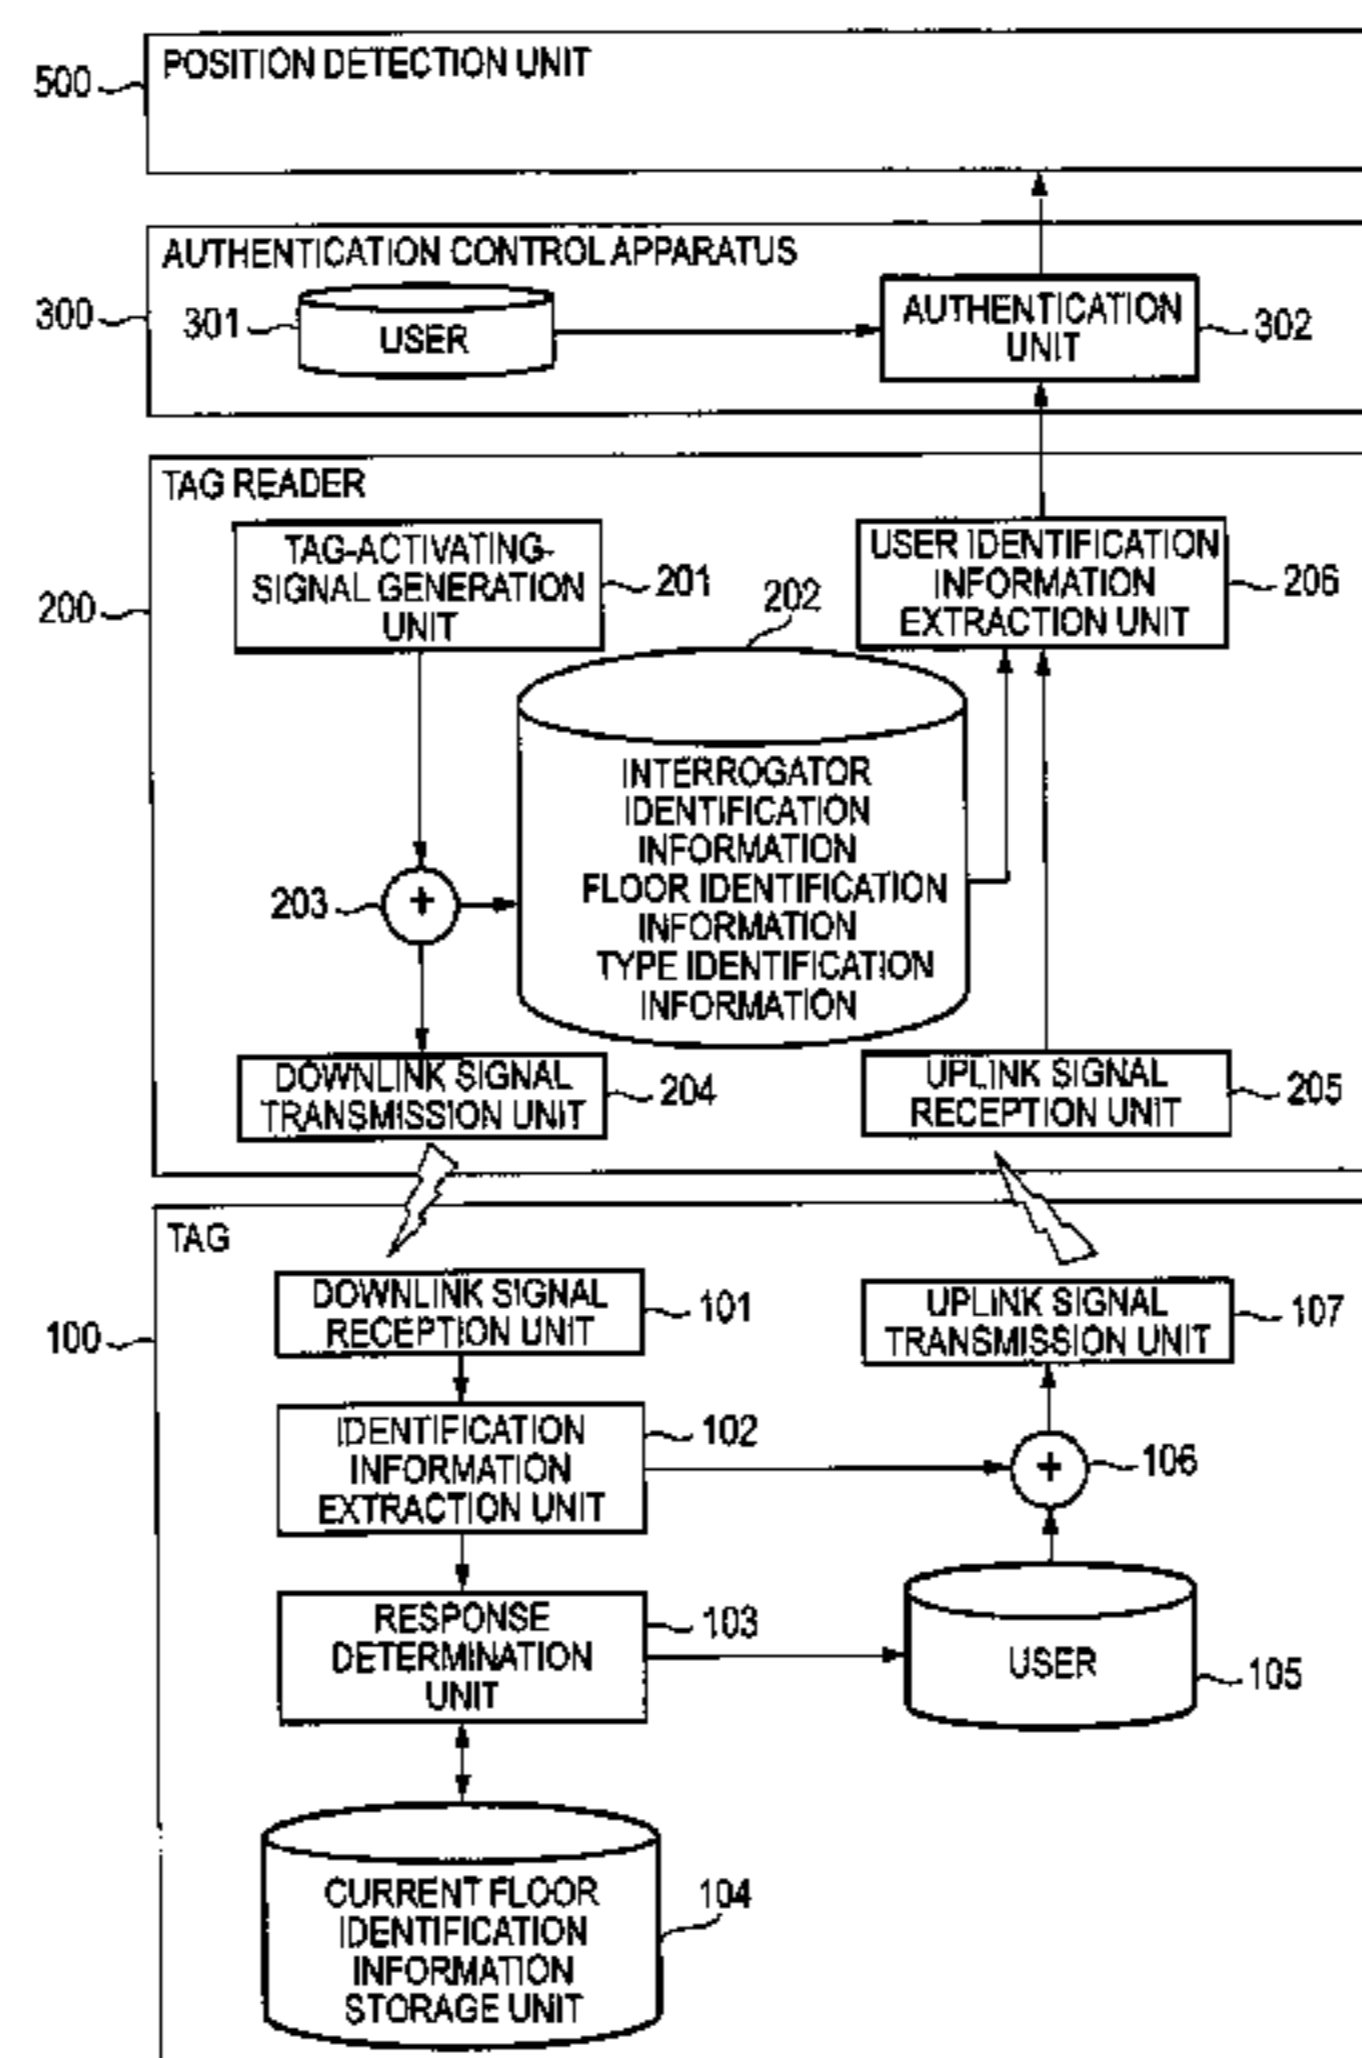 POSITION DETECTION UNIT
500
AUTHENTICATION CONTROL APPARATUS
300
301
USER
AUTHENTICATION
UNIT
302
TAG READER
200
TAG-ACTIVATING-
SIGNAL GENERATION
UNIT
201
202
USER IDENTIFICATION
INFORMATION
EXTRACTION UNIT
206
INTERROGATOR
IDENTIFICATION
INFORMATION
FLOOR IDENTIFICATION
INFORMATION
TYPE IDENTIFICATION
INFORMATION
203
+
DOWNLINK SIGNAL
TRANSMISSION UNIT
204
UPLINK SIGNAL
RECEPTION UNIT
205
TAG
100
DOWNLINK SIGNAL
RECEPTION UNIT
101
UPLINK SIGNAL
TRANSMISSION UNIT
107
IDENTIFICATION
INFORMATION
EXTRACTION UNIT
102
+
106
RESPONSE
DETERMINATION
UNIT
103
USER
105
CURRENT FLOOR
IDENTIFICATION
INFORMATION
STORAGE UNIT
104